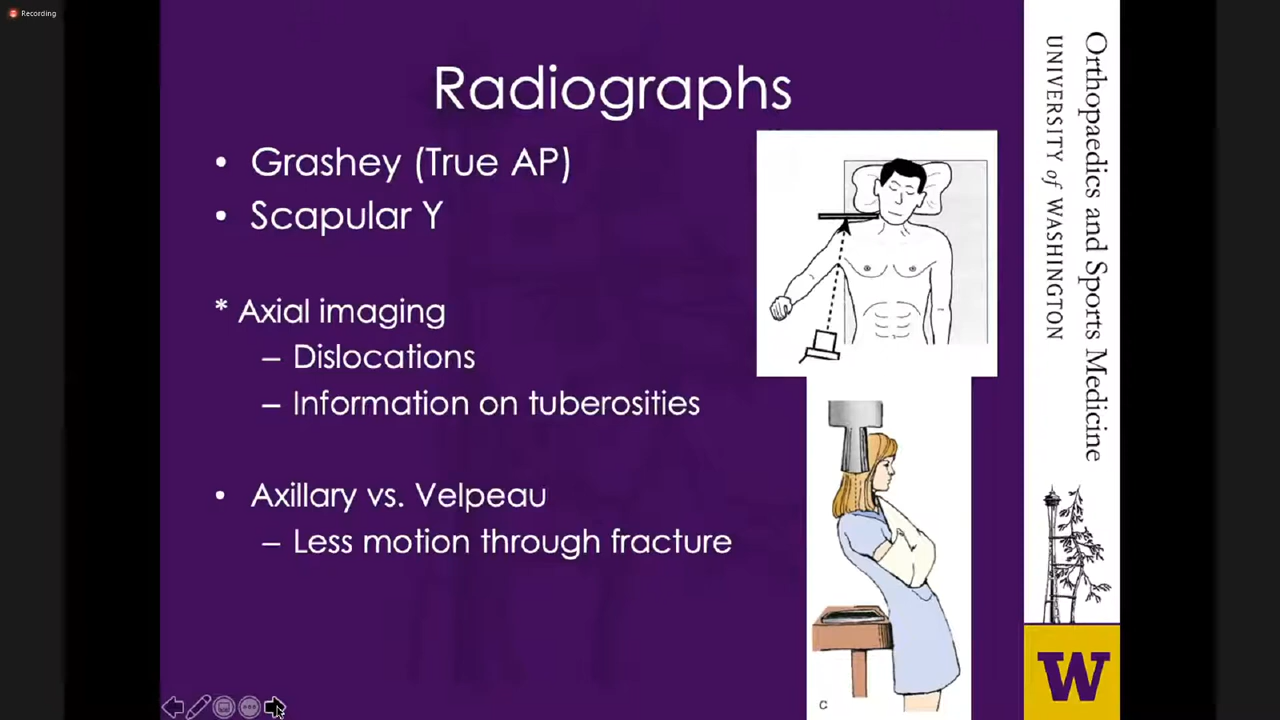 Recording
Radiographs
• Grashey (True AP)
• Scapular Y
* Axial imaging
– Dislocations
– Information on tuberosities
• Axillary vs. Velpeau
– Less motion through fracture
C
Orthopaedics and Sports Medicine
UNIVERSITY of WASHINGTON
W